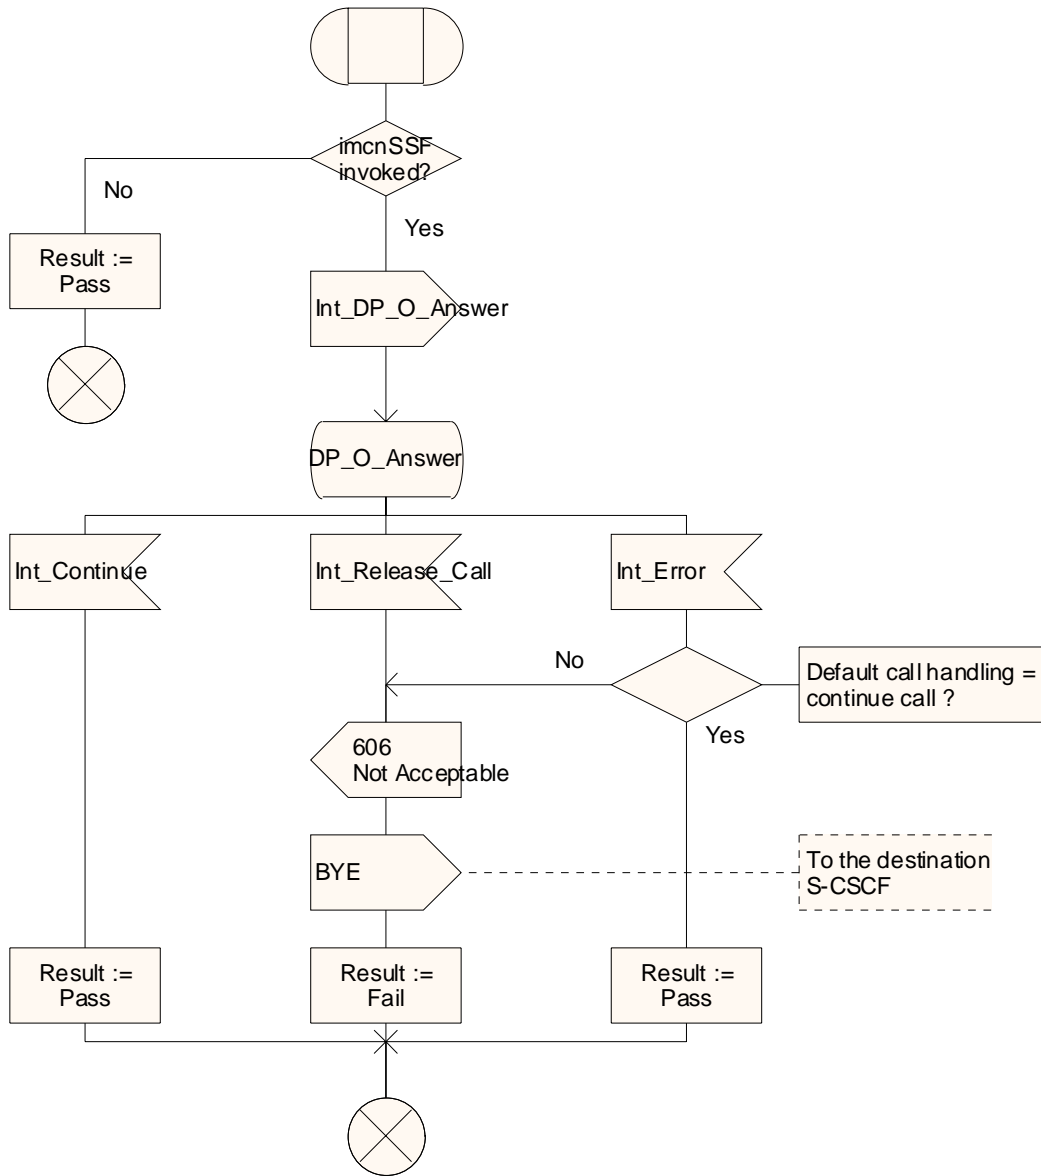 imcnSSF
invoked?
No
Yes
Result :=
Pass
Int_DP_O_Answer
DP_O_Answer
Int_Continue
Int_Release_Call
Int_Error
No
Default call handling =
continue call ?
Yes
606
Not Acceptable
BYE
To the destination
S-CSCF
Result :=
Pass
Result :=
Fail
Result :=
Pass